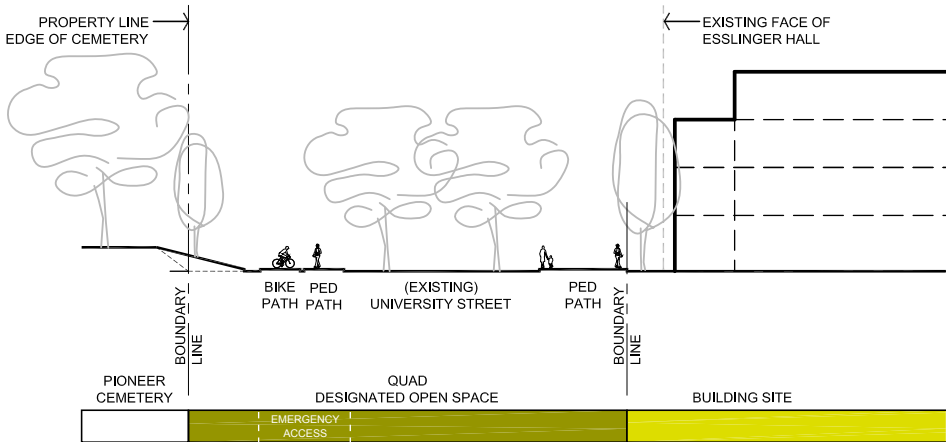 PROPERTY LINE
EDGE OF CEMETERY
EXISTING FACE OF
ESSLINGER HALL
BIKE
PATH
PED
PATH
(EXISTING)
UNIVERSITY STREET
PED
PATH
BOUNDARY
LINE
BOUNDARY
LINE
PIONEER
CEMETERY
QUAD
DESIGNATED OPEN SPACE
BUILDING SITE
EMERGENCY
ACCESS